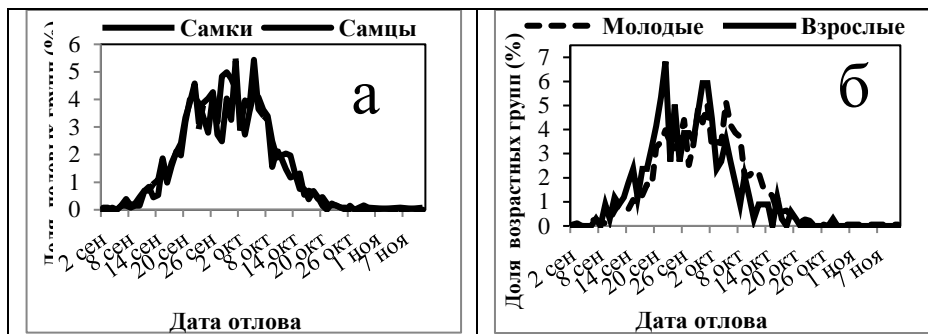 Самки Самцы
Доля половых групп (%)
6
5
4
3
2
1
0
а
2 сен
8 сен
14 сен
20 сен
26 сен
2 окт
8 окт
14 окт
20 окт
26 окт
1 ноя
7 ноя
Дата отлова
Молодые Взрослые
Доля возрастных групп (%)
7
6
5
4
3
2
1
0
б
2 сен
8 сен
14 сен
20 сен
26 сен
2 окт
8 окт
14 окт
20 окт
26 окт
1 ноя
7 ноя
Дата отлова